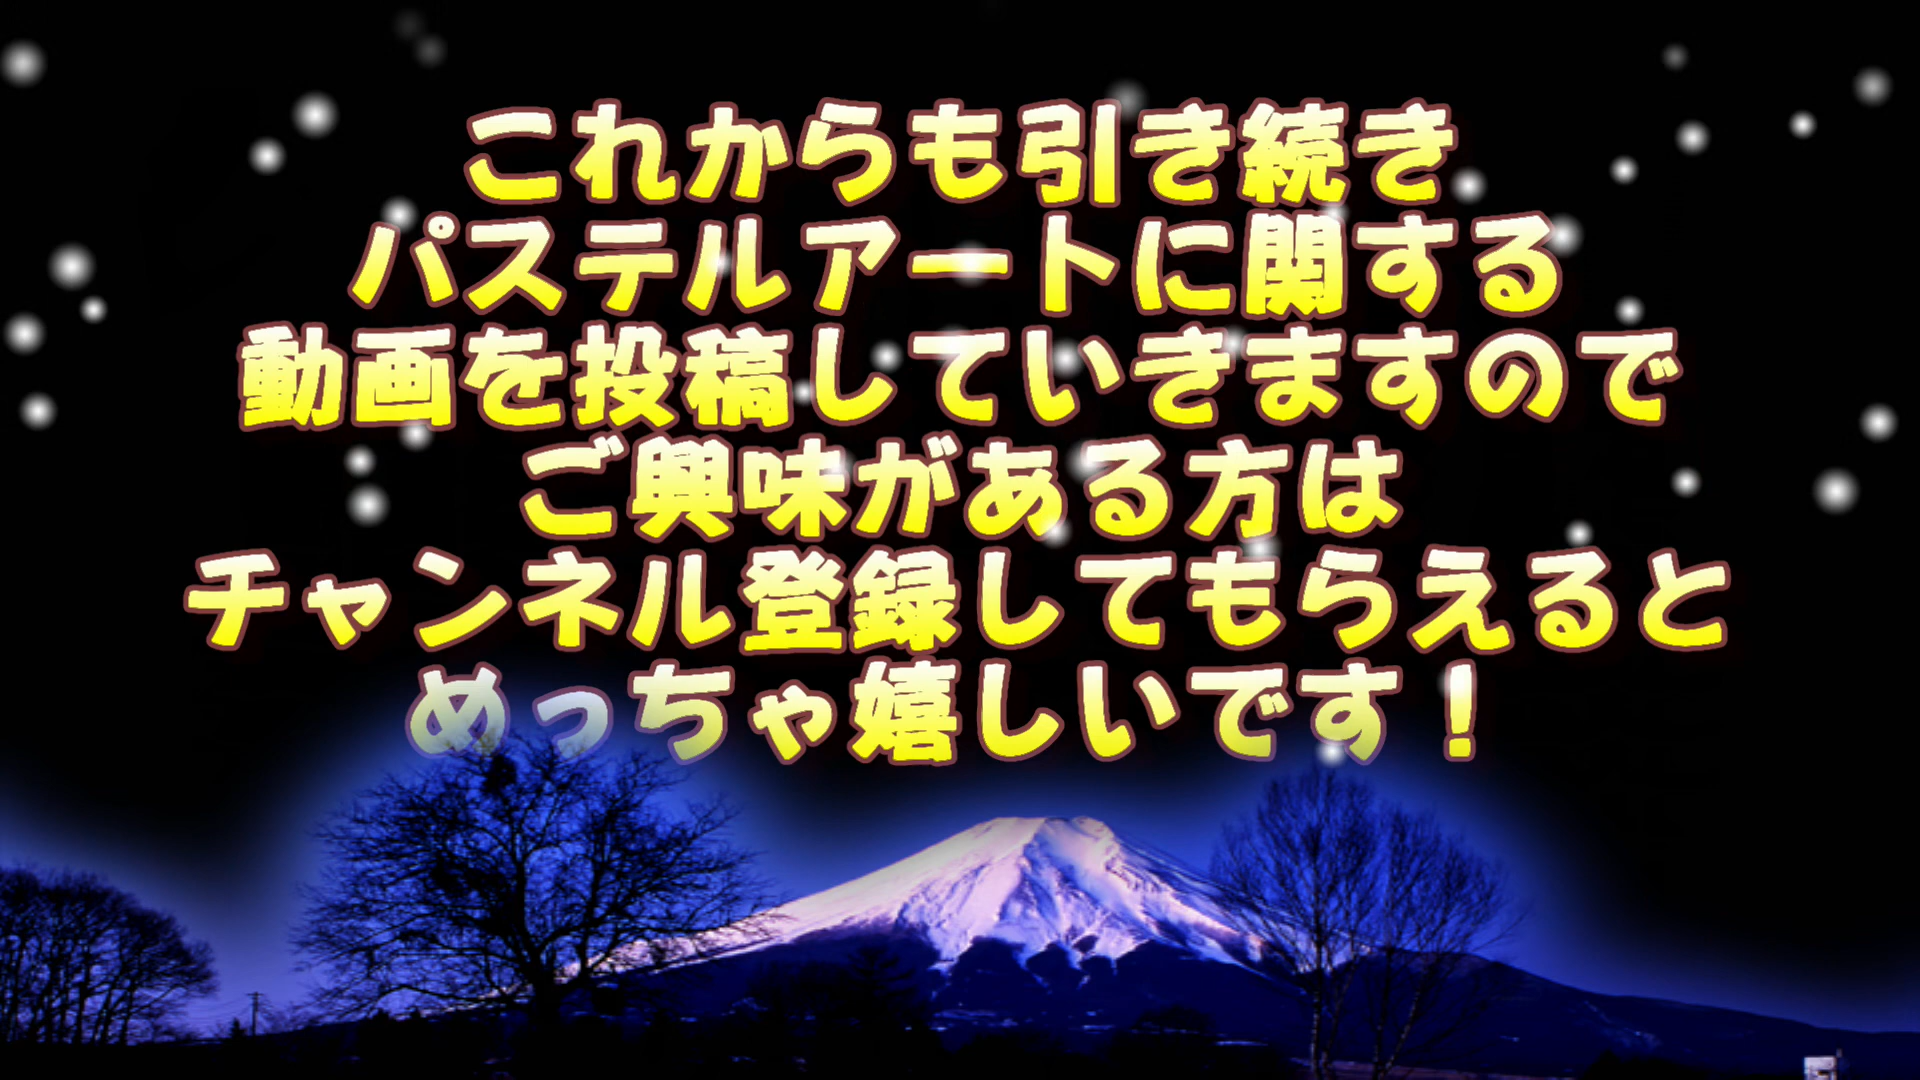 これからも引き続き
パステルアートに関する
動画を投稿していきますので
ご興味がある方は
チャンネル登録してもらえると
めっちゃ嬉しいです！